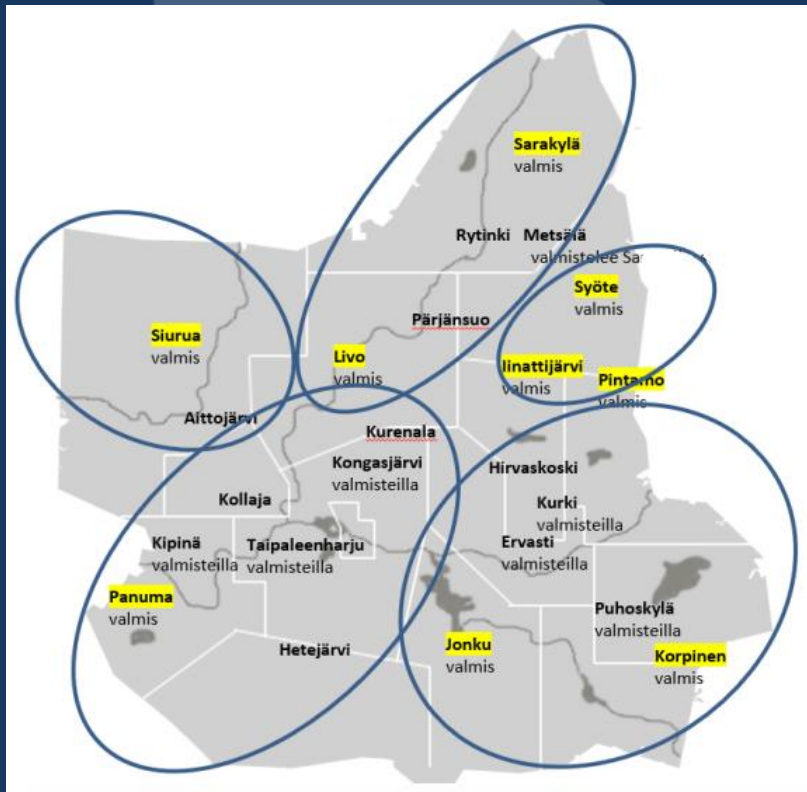 Sarakylä
valmis
Rytinki Metsälä
valmistolee Sar
Syöte
valmis
Pärjänsuo
Siurua
valmis
Livo
valmis
Iinattijärvi
valmis
Pintamo
valmis
Aittojärvi
Kurenala
Kongasjärvi
valmisteilla
Hirvaskoski
Kollaja
Kurki
valmisteilla
Kipinä
valmisteilla
Taipaleenharju
valmisteilla
Ervasti
valmisteilla
Panuma
valmis
Puhoskylä
valmisteilla
Hetejärvi
Jonku
valmis
Korpinen
valmis